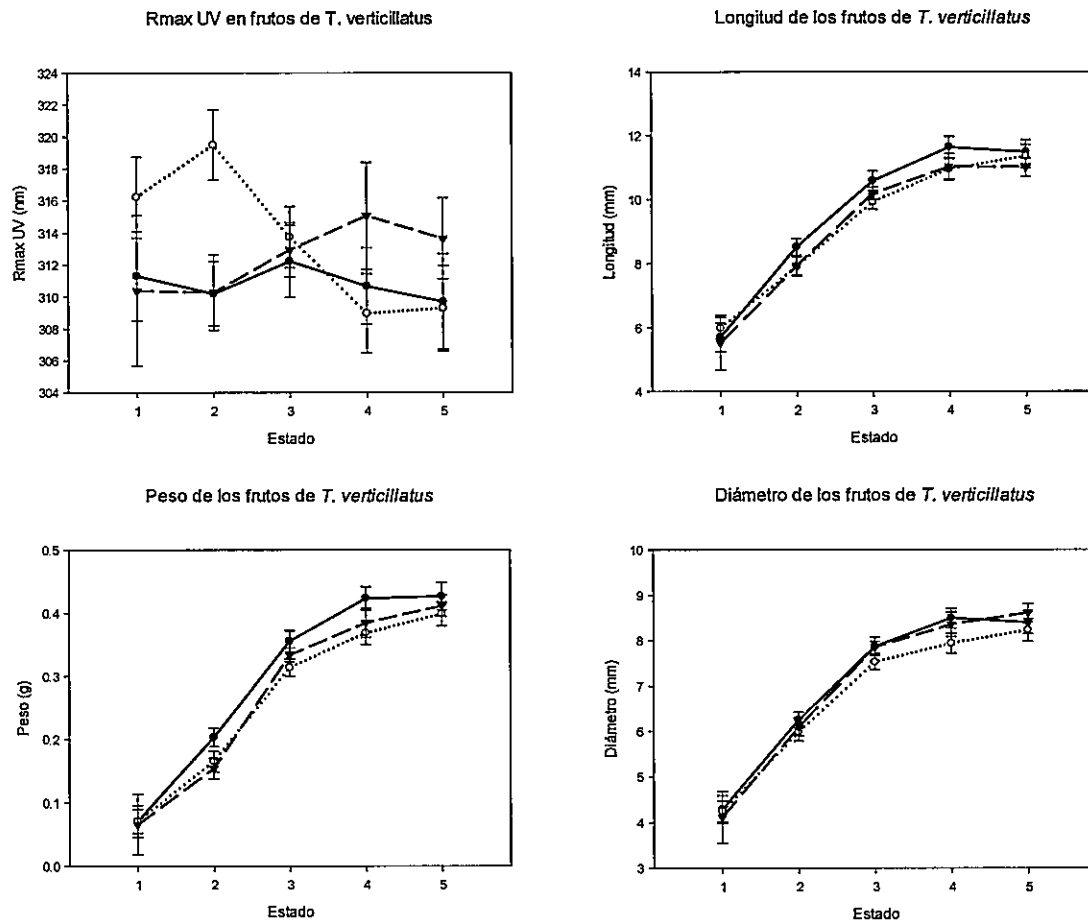 Rmax UV en frutos de T. verticillatus
Rmax UV (nm)
324
322
320
318
316
314
312
310
308
306
304
1 2 3 4 5
Estado
Longitud de los frutos de T. verticillatus
Longitud (mm)
14
12
10
8
6
4
1 2 3 4 5
Estado
Peso de los frutos de T. verticillatus
Peso (g)
0.5
0.4
0.3
0.2
0.1
0.0
1 2 3 4 5
Estado
Diámetro de los frutos de T. verticillatus
Diámetro (mm)
10
9
8
7
6
5
4
3
1 2 3 4 5
Estado